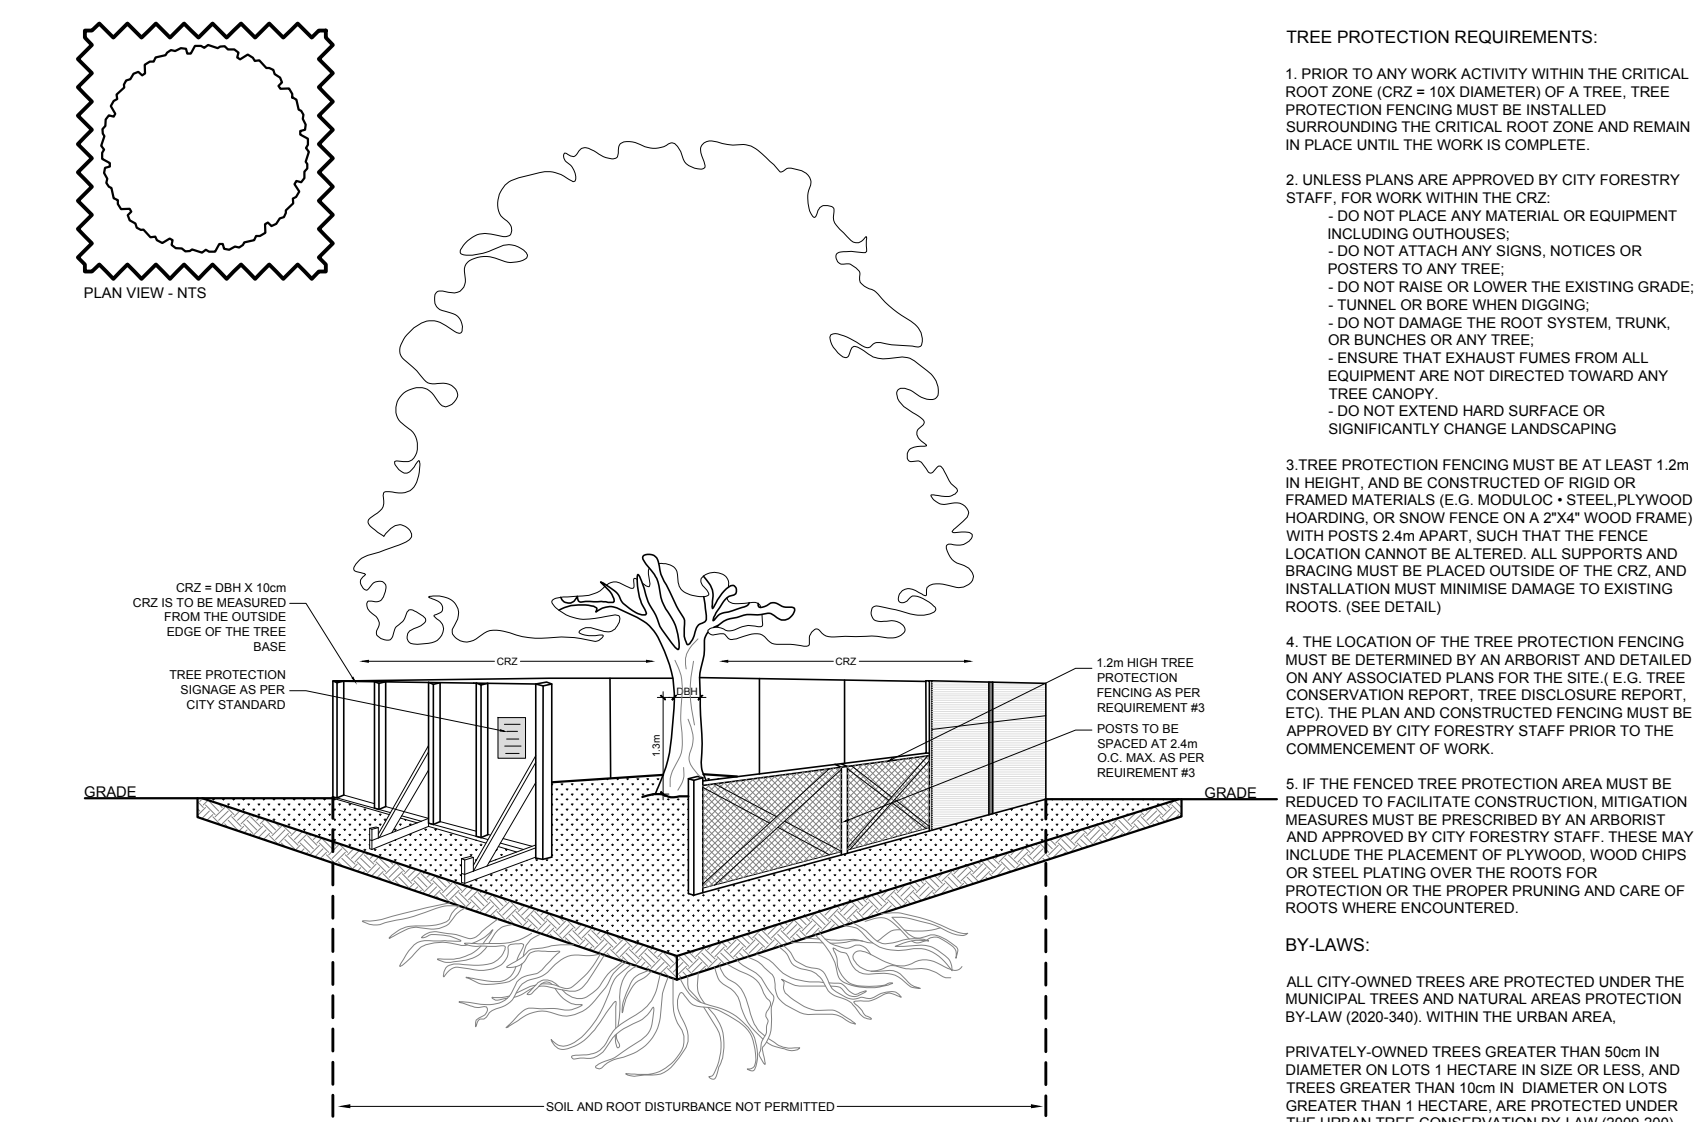 PLAN VIEW - NTS
CRZ = DBH X 10cm
CRZ IS TO BE MEASURED
FROM THE OUTSIDE
EDGE OF THE TREE
BASE
TREE PROTECTION
SIGNAGE AS PER
CITY STANDARD
CRZ
CRZ
DBH
1.3m
1.2m HIGH TREE
PROTECTION
FENCING AS PER
REQUIREMENT #3
POSTS TO BE
SPACED AT 2.4m
O.C. MAX. AS PER
REUIREMENT #3
GRADE
GRADE
SOIL AND ROOT DISTURBANCE NOT PERMITTED
TREE PROTECTION REQUIREMENTS:
1. PRIOR TO ANY WORK ACTIVITY WITHIN THE CRITICAL
ROOT ZONE (CRZ = 10X DIAMETER) OF A TREE, TREE
PROTECTION FENCING MUST BE INSTALLED
SURROUNDING THE CRITICAL ROOT ZONE AND REMAIN
IN PLACE UNTIL THE WORK IS COMPLETE.
2. UNLESS PLANS ARE APPROVED BY CITY FORESTRY
STAFF, FOR WORK WITHIN THE CRZ:
- DO NOT PLACE ANY MATERIAL OR EQUIPMENT
INCLUDING OUTHOUSES;
- DO NOT ATTACH ANY SIGNS, NOTICES OR
POSTERS TO ANY TREE;
- DO NOT RAISE OR LOWER THE EXISTING GRADE;
- TUNNEL OR BORE WHEN DIGGING;
- DO NOT DAMAGE THE ROOT SYSTEM, TRUNK,
OR BUNCHES OR ANY TREE;
- ENSURE THAT EXHAUST FUMES FROM ALL
EQUIPMENT ARE NOT DIRECTED TOWARD ANY
TREE CANOPY.
- DO NOT EXTEND HARD SURFACE OR
SIGNIFICANTLY CHANGE LANDSCAPING
3.TREE PROTECTION FENCING MUST BE AT LEAST 1.2m
IN HEIGHT, AND BE CONSTRUCTED OF RIGID OR
FRAMED MATERIALS (E.G. MODULOC • STEEL,PLYWOOD
HOARDING, OR SNOW FENCE ON A 2"X4" WOOD FRAME)
WITH POSTS 2.4m APART, SUCH THAT THE FENCE
LOCATION CANNOT BE ALTERED. ALL SUPPORTS AND
BRACING MUST BE PLACED OUTSIDE OF THE CRZ, AND
INSTALLATION MUST MINIMISE DAMAGE TO EXISTING
ROOTS. (SEE DETAIL)
4. THE LOCATION OF THE TREE PROTECTION FENCING
MUST BE DETERMINED BY AN ARBORIST AND DETAILED
ON ANY ASSOCIATED PLANS FOR THE SITE.( E.G. TREE
CONSERVATION REPORT, TREE DISCLOSURE REPORT,
ETC). THE PLAN AND CONSTRUCTED FENCING MUST BE
APPROVED BY CITY FORESTRY STAFF PRIOR TO THE
COMMENCEMENT OF WORK.
5. IF THE FENCED TREE PROTECTION AREA MUST BE
REDUCED TO FACILITATE CONSTRUCTION, MITIGATION
MEASURES MUST BE PRESCRIBED BY AN ARBORIST
AND APPROVED BY CITY FORESTRY STAFF. THESE MAY
INCLUDE THE PLACEMENT OF PLYWOOD, WOOD CHIPS
OR STEEL PLATING OVER THE ROOTS FOR
PROTECTION OR THE PROPER PRUNING AND CARE OF
ROOTS WHERE ENCOUNTERED.
BY-LAWS:
ALL CITY-OWNED TREES ARE PROTECTED UNDER THE
MUNICIPAL TREES AND NATURAL AREAS PROTECTION
BY-LAW (2020-340). WITHIN THE URBAN AREA,
PRIVATELY-OWNED TREES GREATER THAN 50cm IN
DIAMETER ON LOTS 1 HECTARE IN SIZE OR LESS, AND
TREES GREATER THAN 10cm IN DIAMETER ON LOTS
GREATER THAN 1 HECTARE, ARE PROTECTED UNDER
THE URBAN TREE CONSERVATION BY-LAW